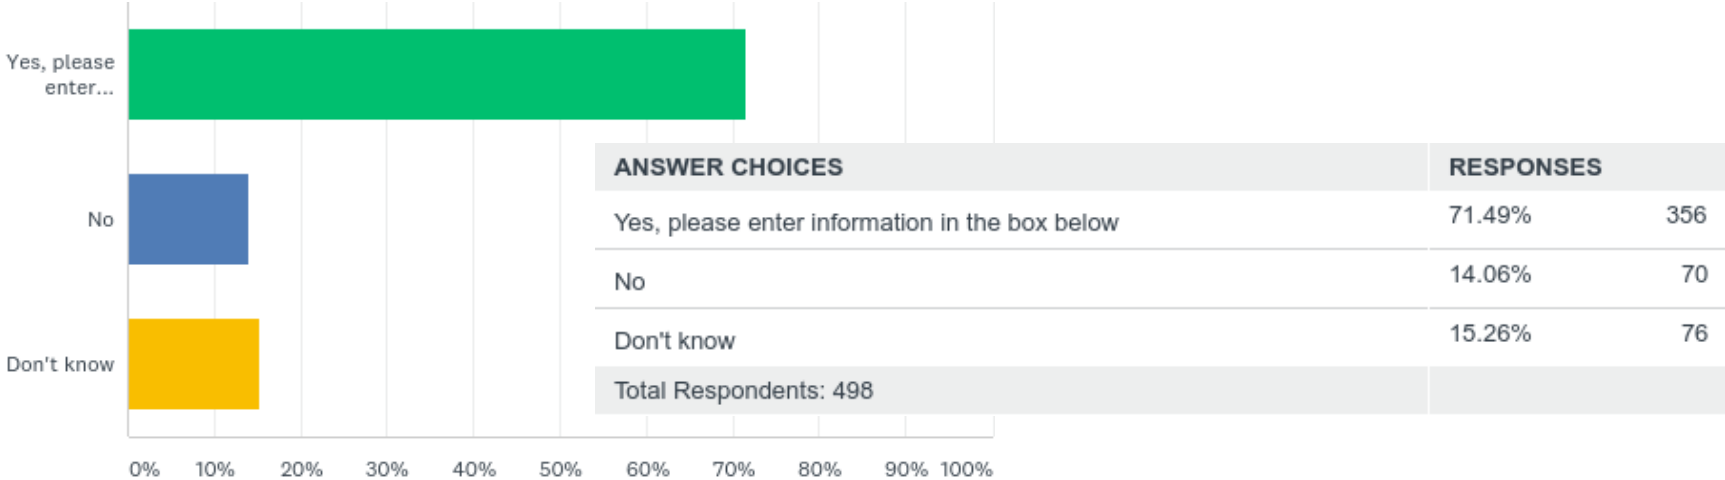 Yes, please
enter...
No
Don't know
0% 10% 20% 30% 40% 50% 60% 70% 80% 90% 100%
ANSWER CHOICES RESPONSES
Yes, please enter information in the box below 71.49% 356
No 14.06% 70
Don't know 15.26% 76
Total Respondents: 498